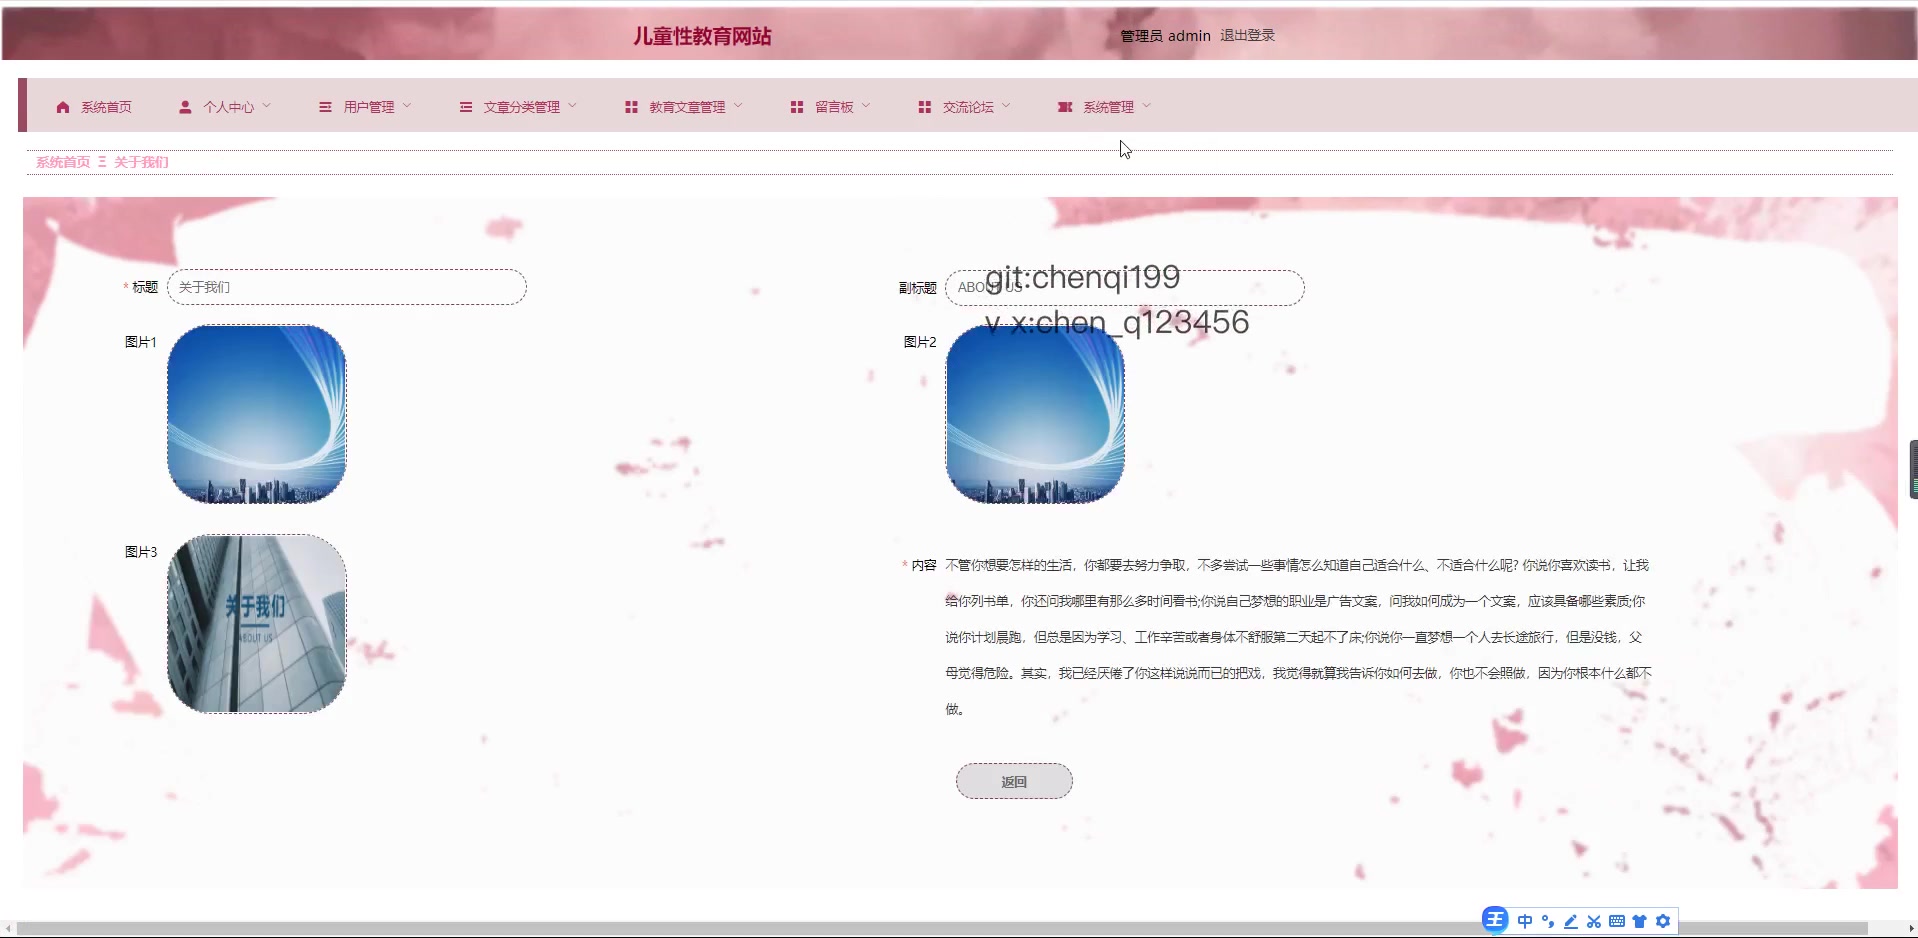 儿童性教育网站
管理员 admin 退出登录
系统首页 个人中心 用户管理 文章分类管理 教育文章管理 留言板 交流论坛 系统管理
系统首页 Ξ 关于我们
* 标题 关于我们
副标题 ABOUT US
git:chenqi199
v-x:chen_q123456
图片1
图片2
图片3
关于我们
ABOUT US
* 内容 不管你想要怎样的生活，你都要去努力争取，不多尝试一些事情怎么知道自己适合什么、不适合什么呢? 你说你喜欢读书，让我
给你列书单，你还问我哪里有那么多时间看书;你说自己梦想的职业是广告文案，问我如何成为一个文案，应该具备哪些素质;你
说你计划晨跑，但总是因为学习、工作辛苦或者身体不舒服第二天起不了床;你说你一直梦想一个人去长途旅行，但是没钱，父
母觉得危险。其实，我已经厌倦了你这样说说而已的把戏，我觉得就算我告诉你如何去做，你也不会照做，因为你根本什么都不
做。
返回
王 中